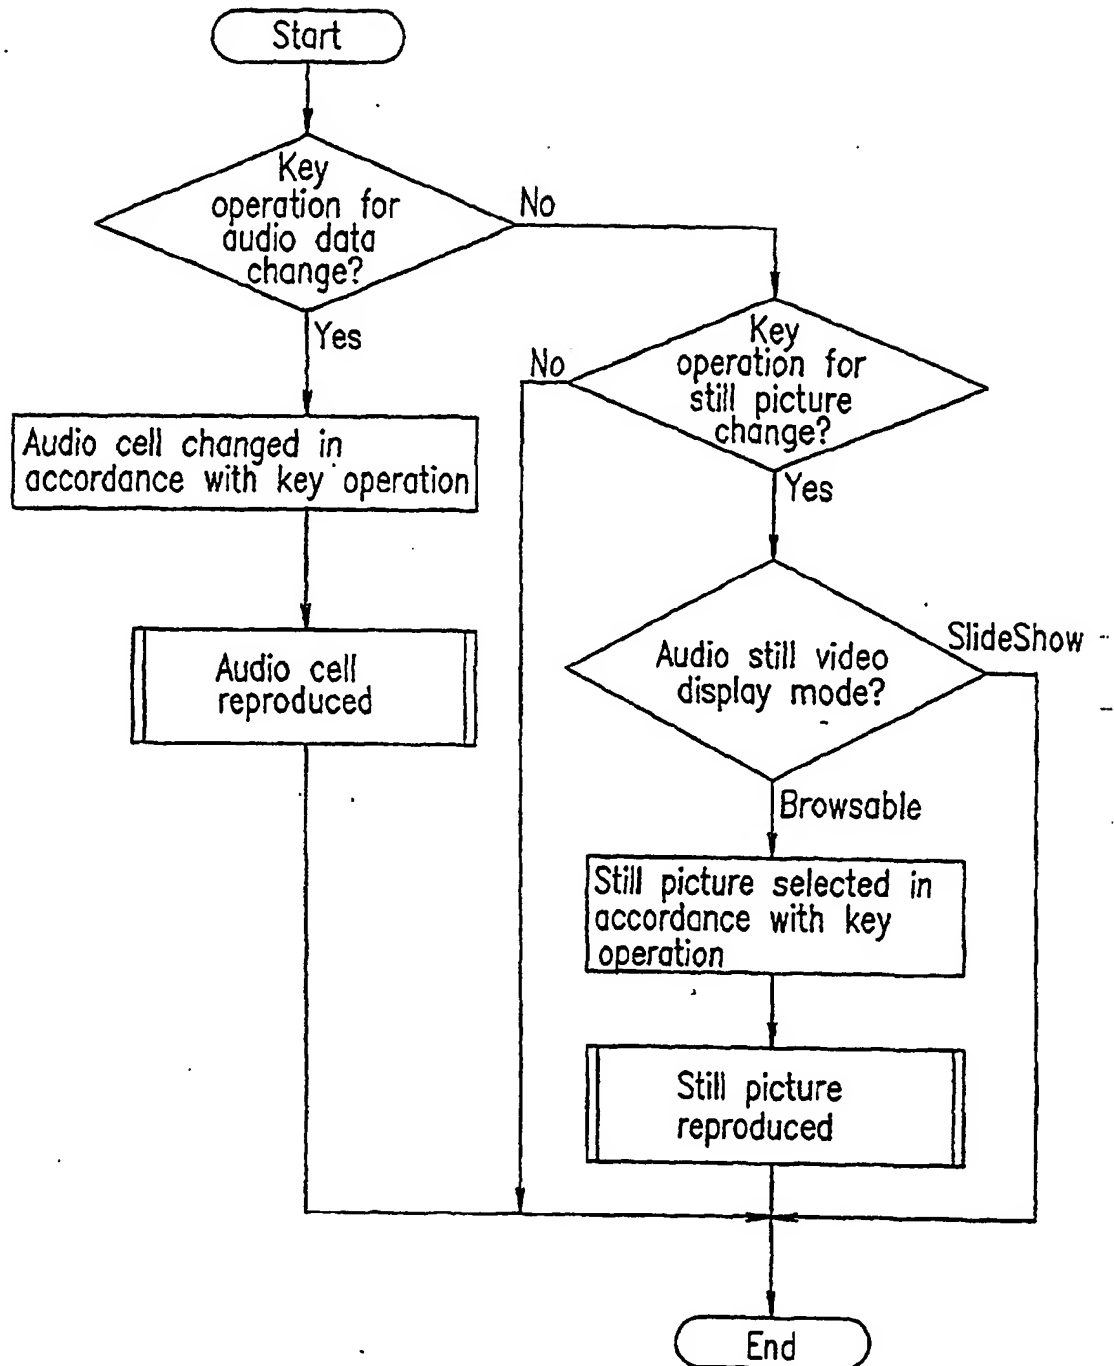 Start
Key
operation for
audio data
change?
No
Yes
Audio cell changed in
accordance with key operation
Audio cell
reproduced
Key
operation for
still picture
change?
No
Yes
Audio still video
display mode?
SlideShow
Browsable
Still picture selected in
accordance with key
operation
Still picture
reproduced
End